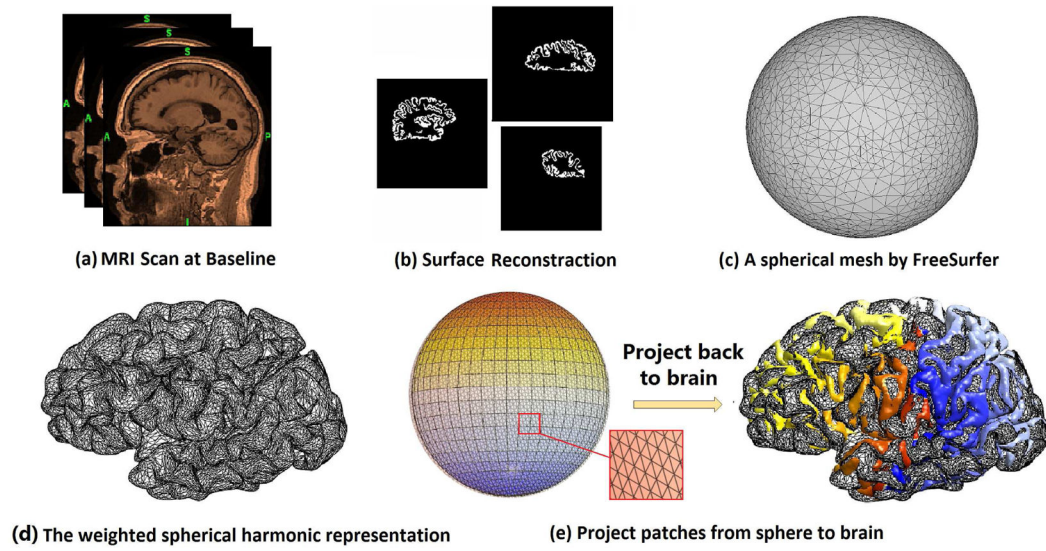 S
S
S
A
A
A
P
I
(a) MRI Scan at Baseline
(b) Surface Reconstraction
(c) A spherical mesh by FreeSurfer
Project back
to brain
(d) The weighted spherical harmonic representation
(e) Project patches from sphere to brain